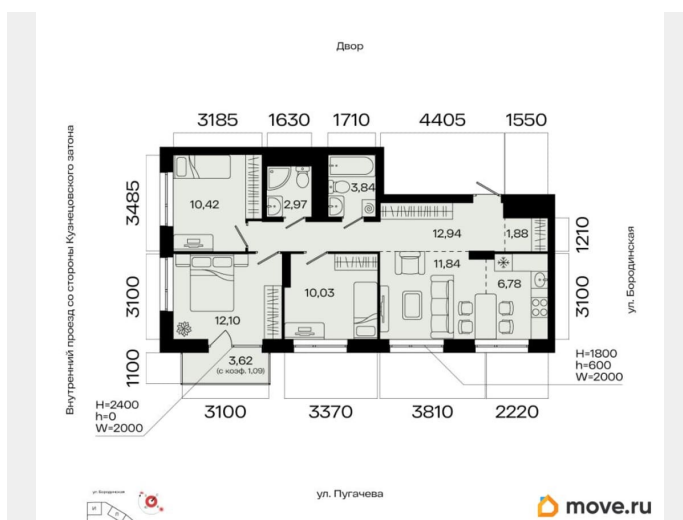 Двор
Внутренний проезд со стороны Кузнецовского затона
3185 1630 1710 4405 1550
3485
10,42
2,97
3,84
12,94
1,88
1210
ул. Бородинская
3100
12,10
10,03
11,84
6,78
3100
1100
3,62
(с коэф. 1,09)
H=2400
h=0
W=2000
H=1800
h=600
W=2000
3100 3370 3810 2220
ул. Пугачева
ул. Бородинская
move.ru